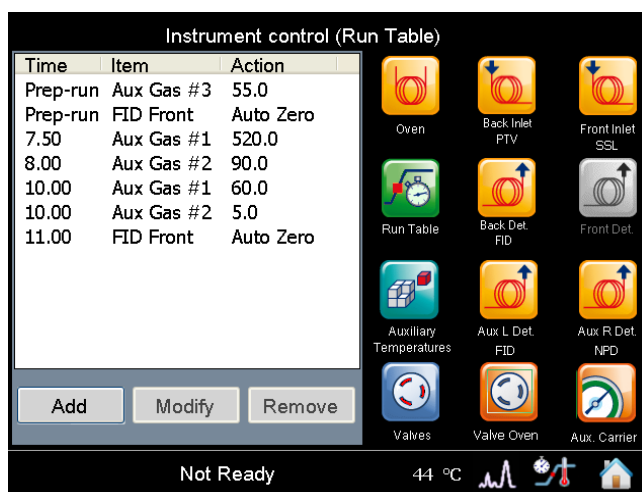 Instrument control (Run Table)
Time Item Action
Prep-run Aux Gas #3 55.0
Prep-run FID Front Auto Zero
7.50 Aux Gas #1 520.0
8.00 Aux Gas #2 90.0
10.00 Aux Gas #1 60.0
10.00 Aux Gas #2 5.0
11.00 FID Front Auto Zero
Add Modify Remove
Oven
Back Inlet
PTV
Front Inlet
SSL
Run Table
Back Det.
FID
Front Det.
Auxiliary
Temperatures
Aux L Det.
FID
Aux R Det.
NPD
Valves
Valve Oven
Aux. Carrier
Not Ready
44 °C